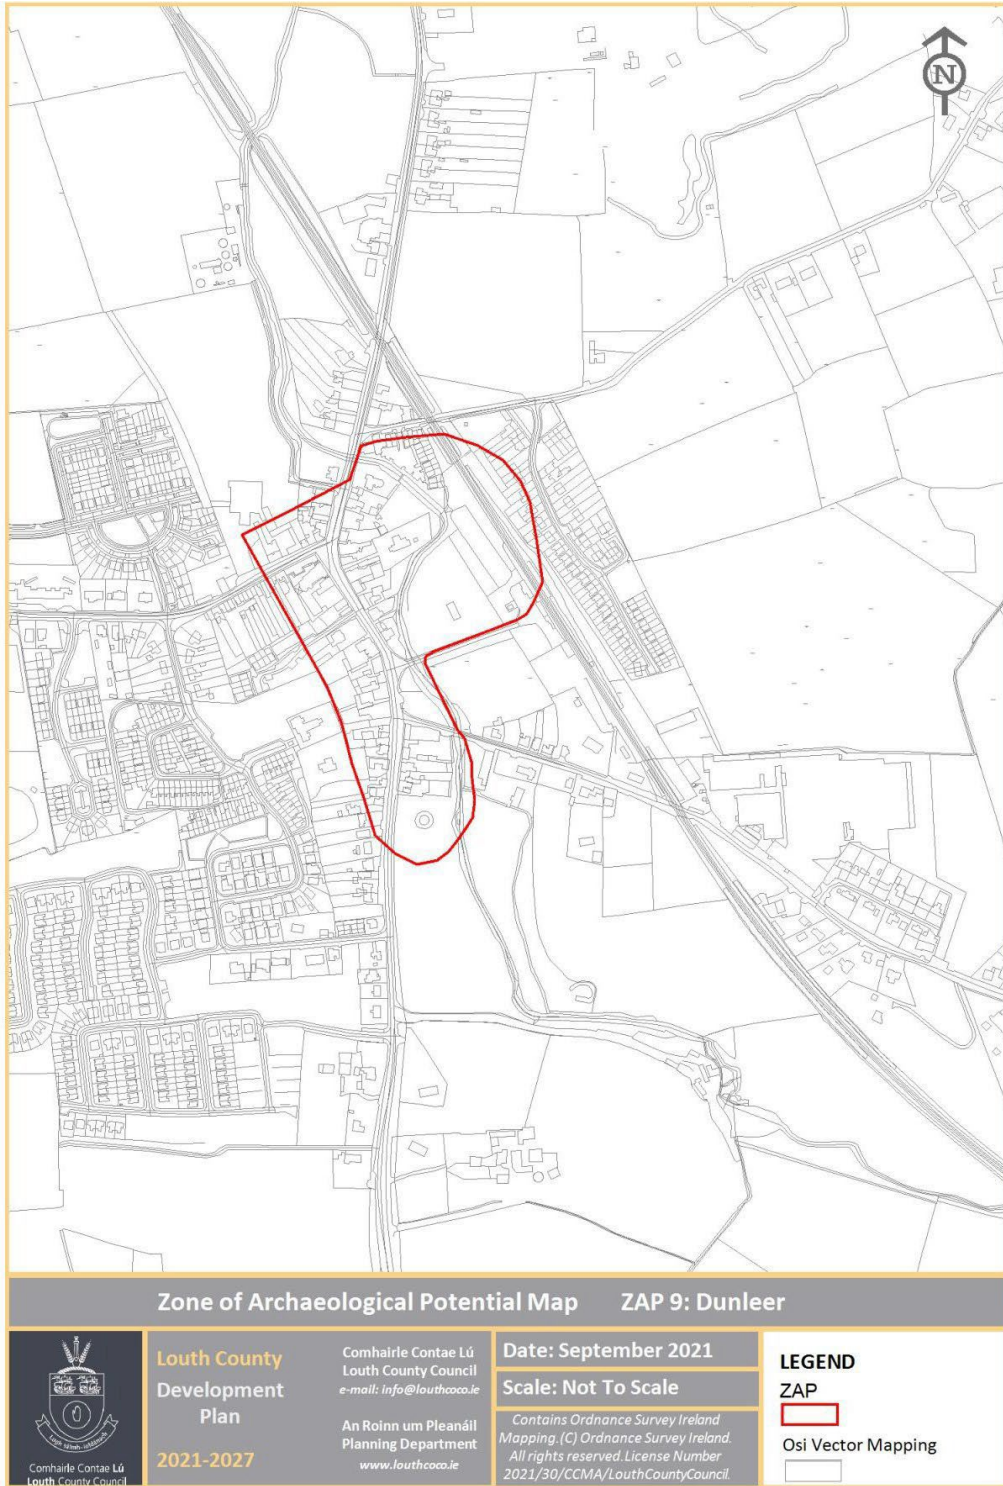 N
Zone of Archaeological Potential Map ZAP 9: Dunleer
Comhairle Contae Lú
Louth County Council
Louth County
Development
Plan
2021-2027
Comhairle Contae Lú
Louth County Council
e-mail: info@louthcoco.ie
An Roinn um Pleanáil
Planning Department
www.louthcoco.ie
Date: September 2021
Scale: Not To Scale
Contains Ordnance Survey Ireland
Mapping.(C) Ordnance Survey Ireland.
All rights reserved.License Number
2021/30/CCMA/LouthCountyCouncil.
LEGEND
ZAP
Osi Vector Mapping